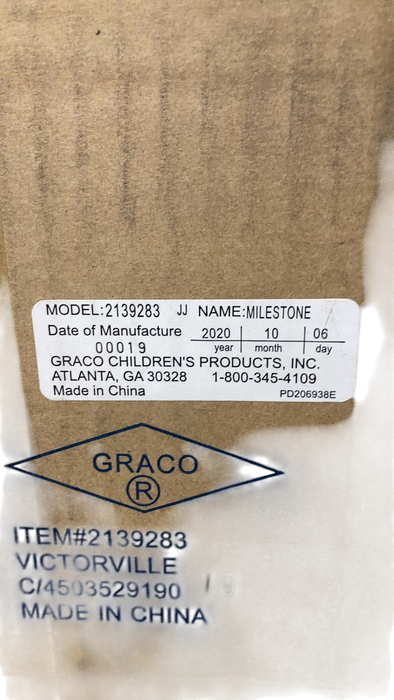 MODEL:2139283 JJ NAME:MILESTONE
Date of Manufacture 2020 | 10 | 06
00019 year | month | day
GRACO CHILDREN'S PRODUCTS, INC.
ATLANTA, GA 30328 1-800-345-4109
Made in China PD206938E
GRACO
®
ITEM#2139283
VICTORVILLE
C/4503529190
MADE IN CHINA